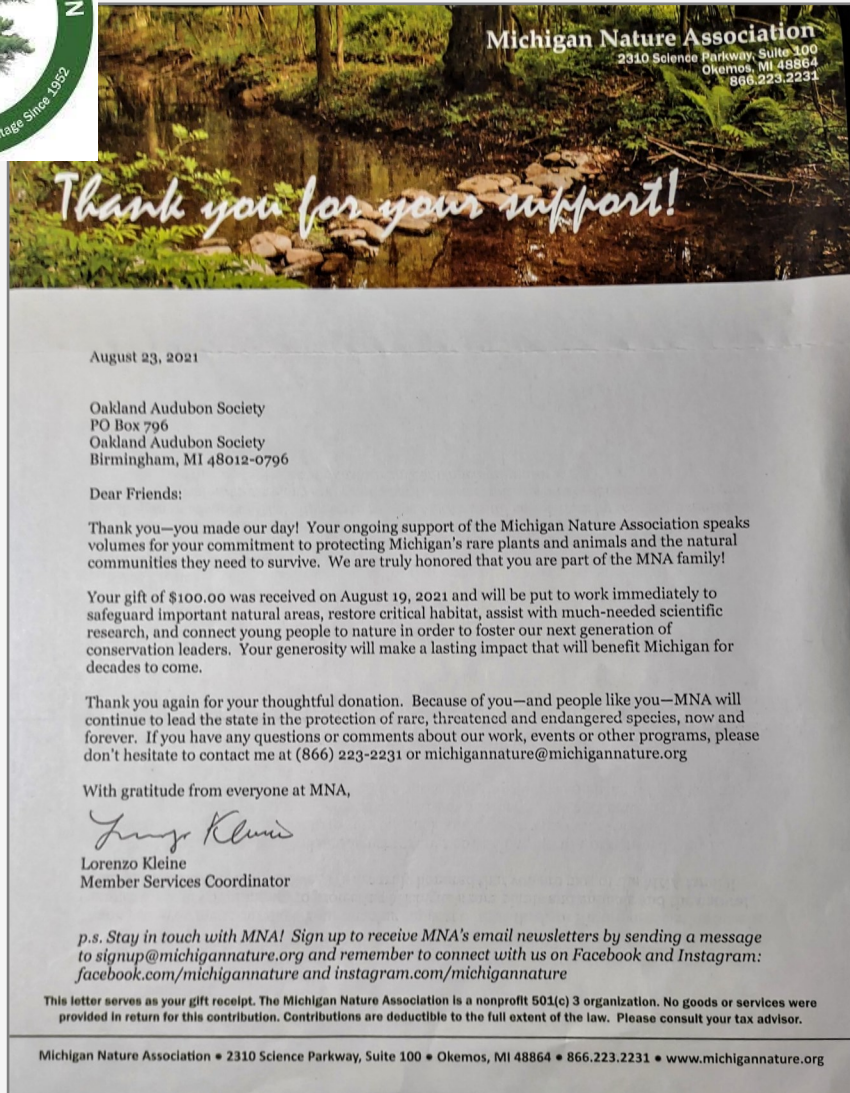 N
tage Since 1952
Michigan Nature Association
2310 Science Parkway, Suite 100
Okemos, MI 48864
866.223.2231
Thank you for your support!
August 23, 2021
Oakland Audubon Society
PO Box 796
Oakland Audubon Society
Birmingham, MI 48012-0796
Dear Friends:
Thank you—you made our day!  Your ongoing support of the Michigan Nature Association speaks
volumes for your commitment to protecting Michigan's rare plants and animals and the natural
communities they need to survive.  We are truly honored that you are part of the MNA family!
Your gift of $100.00 was received on August 19, 2021 and will be put to work immediately to
safeguard important natural areas, restore critical habitat, assist with much-needed scientific
research, and connect young people to nature in order to foster our next generation of
conservation leaders.  Your generosity will make a lasting impact that will benefit Michigan for
decades to come.
Thank you again for your thoughtful donation.  Because of you—and people like you—MNA will
continue to lead the state in the protection of rare, threatened and endangered species, now and
forever.  If you have any questions or comments about our work, events or other programs, please
don't hesitate to contact me at (866) 223-2231 or michigannature@michigannature.org
With gratitude from everyone at MNA,
Lorenzo Kleine
Lorenzo Kleine
Member Services Coordinator
p.s. Stay in touch with MNA!  Sign up to receive MNA's email newsletters by sending a message
to signup@michigannature.org and remember to connect with us on Facebook and Instagram:
facebook.com/michigannature and instagram.com/michigannature
This letter serves as your gift receipt. The Michigan Nature Association is a nonprofit 501(c) 3 organization. No goods or services were
provided in return for this contribution. Contributions are deductible to the full extent of the law.  Please consult your tax advisor.
Michigan Nature Association • 2310 Science Parkway, Suite 100 • Okemos, MI 48864 • 866.223.2231 • www.michigannature.org